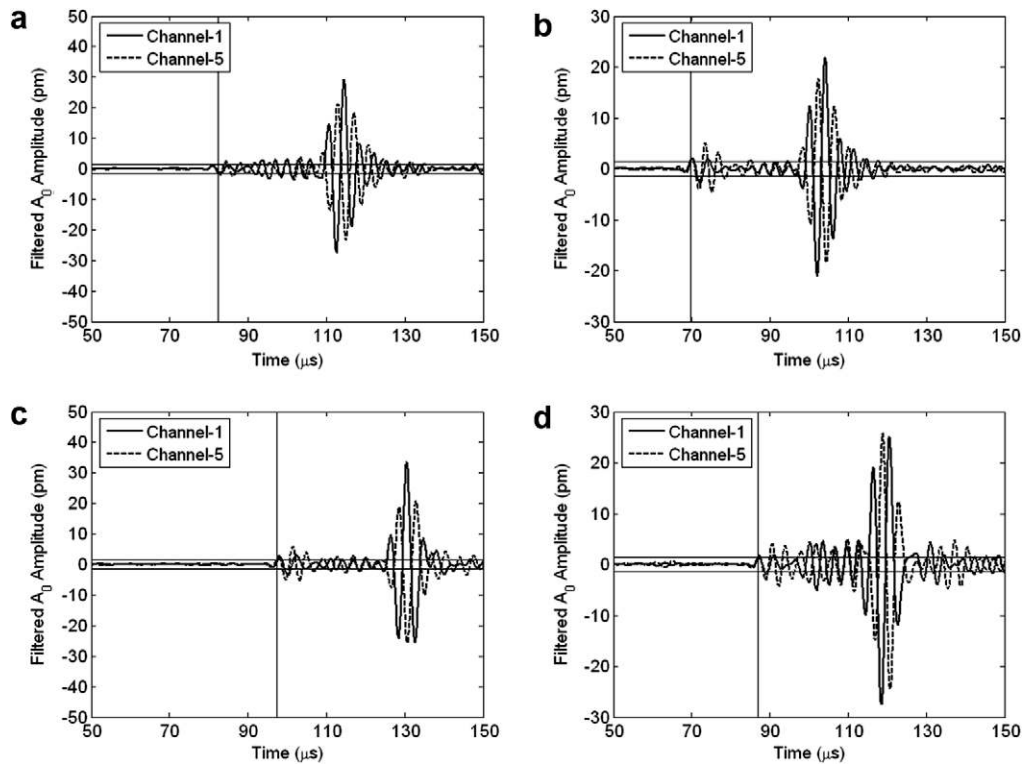 a
50
40
30
20
10
0
-10
-20
-30
-40
-50
Filtered A0 Amplitude (pm)
Channel-1
Channel-5
50 70 90 110 130 150
Time (μs)
b
30
20
10
0
-10
-20
-30
Filtered A0 Amplitude (pm)
Channel-1
Channel-5
50 70 90 110 130 150
Time (μs)
c
50
40
30
20
10
0
-10
-20
-30
-40
-50
Filtered A0 Amplitude (pm)
Channel-1
Channel-5
50 70 90 110 130 150
Time (μs)
d
30
20
10
0
-10
-20
-30
Filtered A0 Amplitude (pm)
Channel-1
Channel-5
50 70 90 110 130 150
Time (μs)